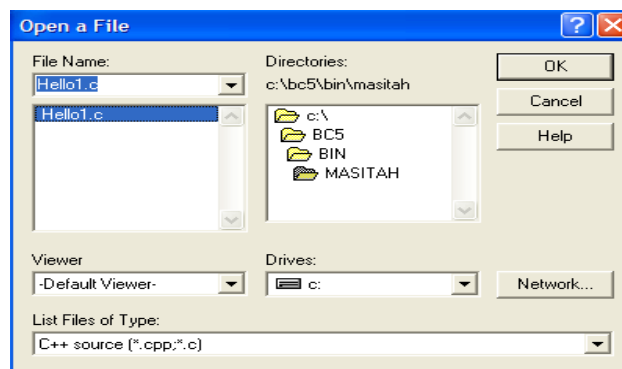 Open a File
File Name:
Hello1.c
Hello1.c
Directories:
c:\bc5\bin\masitah
c:\
BC5
BIN
MASITAH
OK
Cancel
Help
Viewer
-Default Viewer-
Drives:
c:
Network...
List Files of Type:
C++ source (*.cpp;*.c)